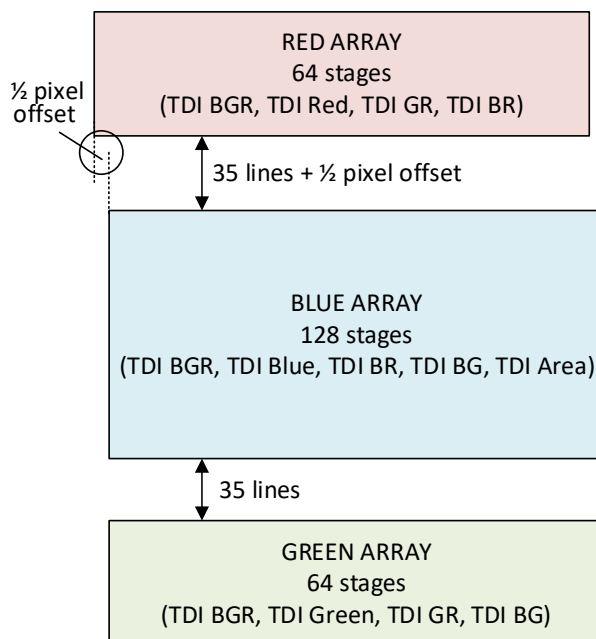 RED ARRAY
64 stages
(TDI BGR, TDI Red, TDI GR, TDI BR)
½ pixel
offset
35 lines + ½ pixel offset
BLUE ARRAY
128 stages
(TDI BGR, TDI Blue, TDI BR, TDI BG, TDI Area)
35 lines
GREEN ARRAY
64 stages
(TDI BGR, TDI Green, TDI GR, TDI BG)